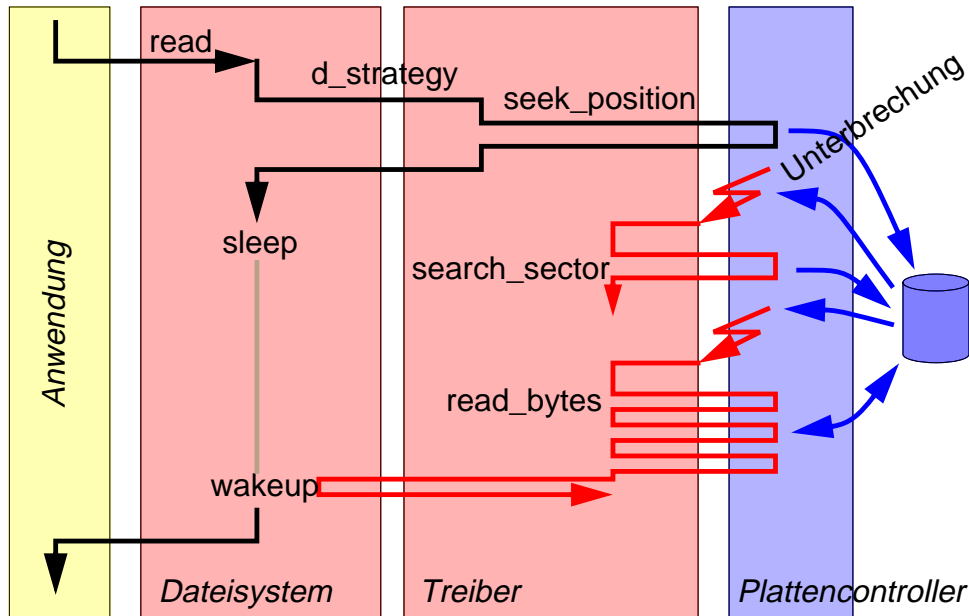 read
d_strategy
seek_position
Unterbrechung
sleep
search_sector
Anwendung
read_bytes
wakeup
Dateisystem
Treiber
Plattencontroller